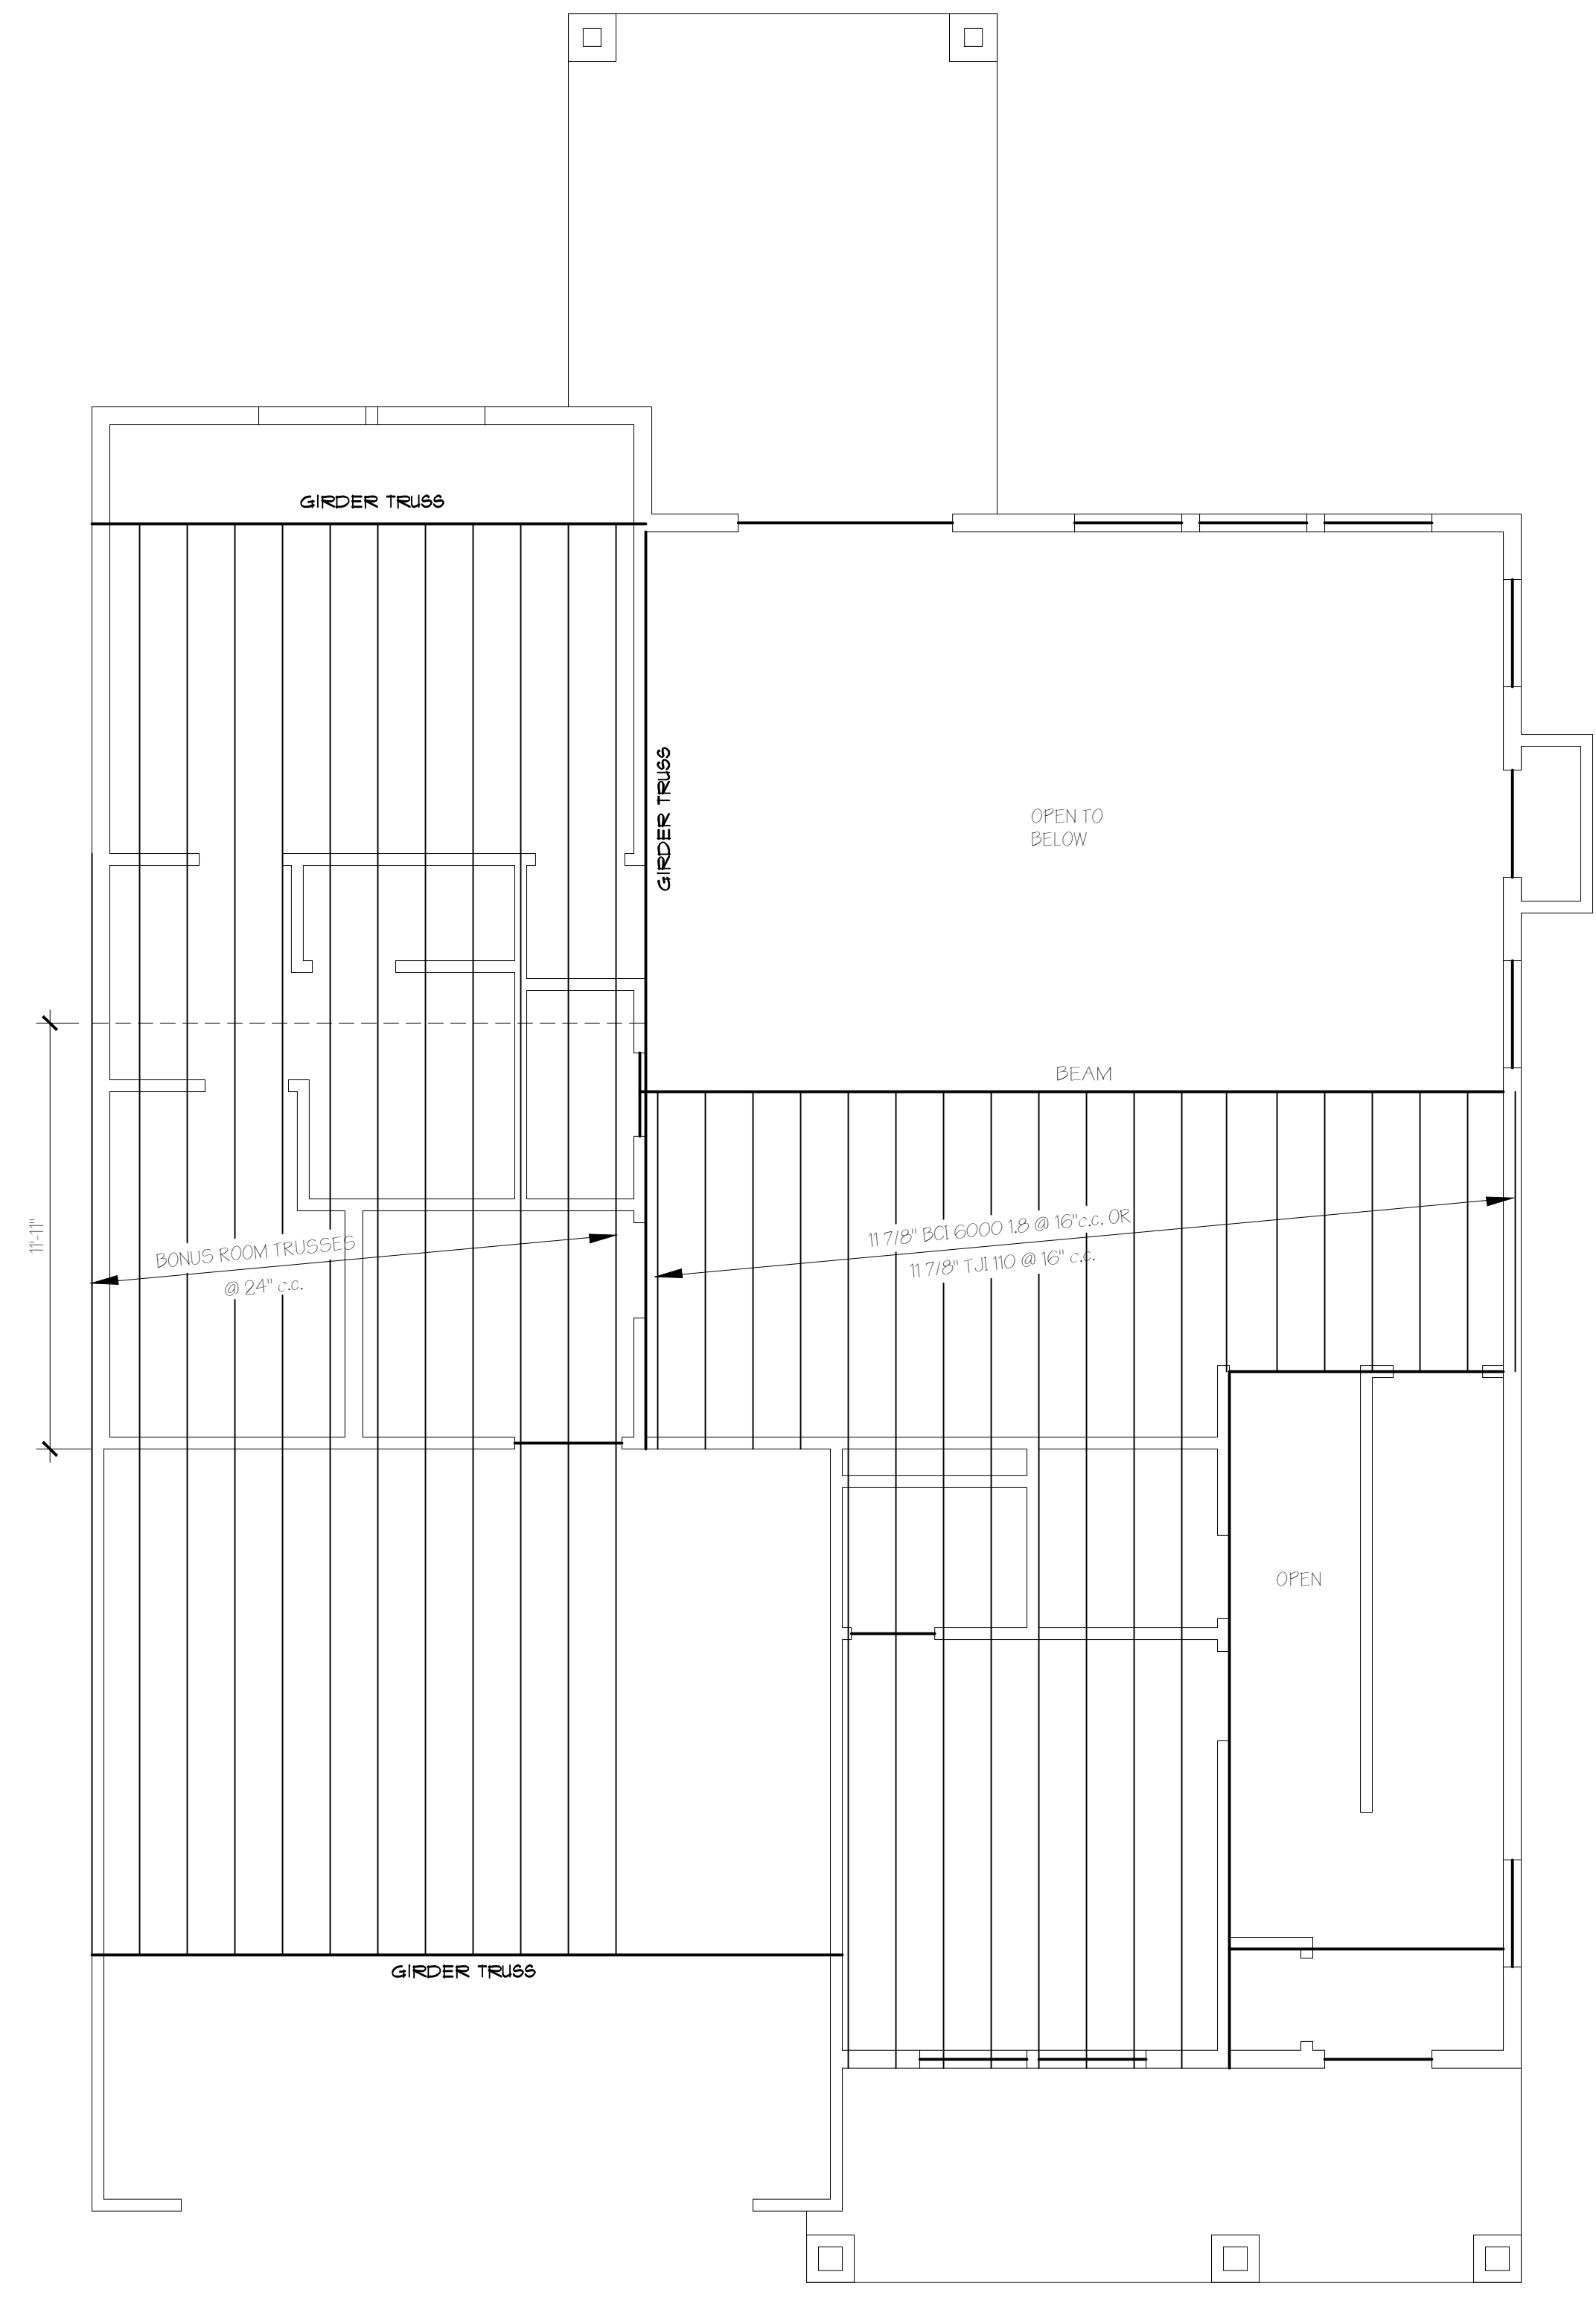 GIRDER TRUSS
GIRDER TRUSS
OPEN TO
BELOW
BEAM
11'-11"
BONUS ROOM TRUSSES
@ 24" c.c.
11 7/8" BCI 6000 1.8 @ 16"c.c. OR
11 7/8" TJI 110 @ 16" c.c.
OPEN
GIRDER TRUSS